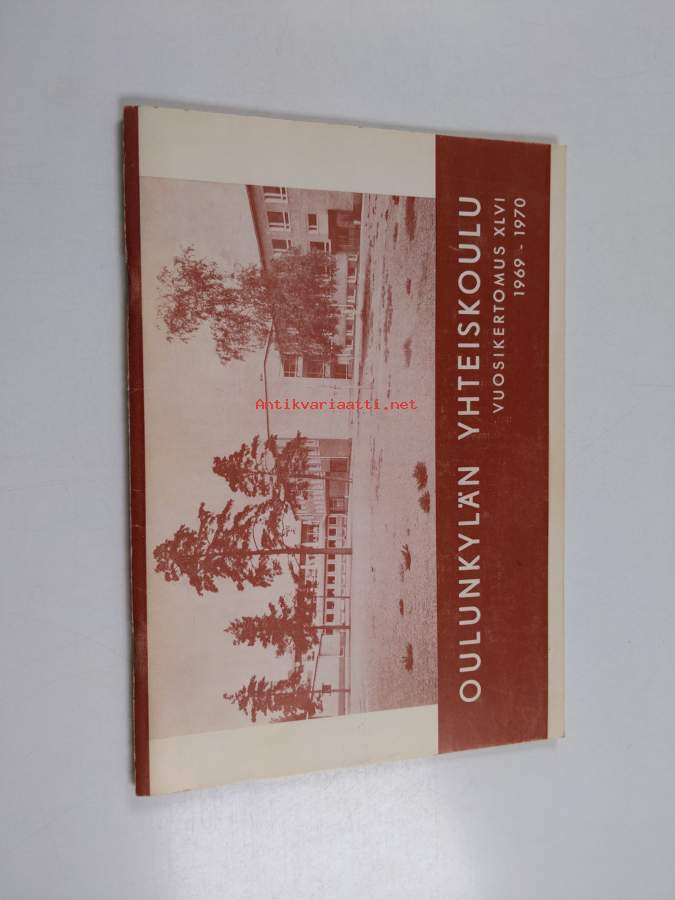 OULUNKYLÄN YHTEISKOULU
VUOSIKERTOMUS XLVI
1969 - 1970
Antikvariaatti.net